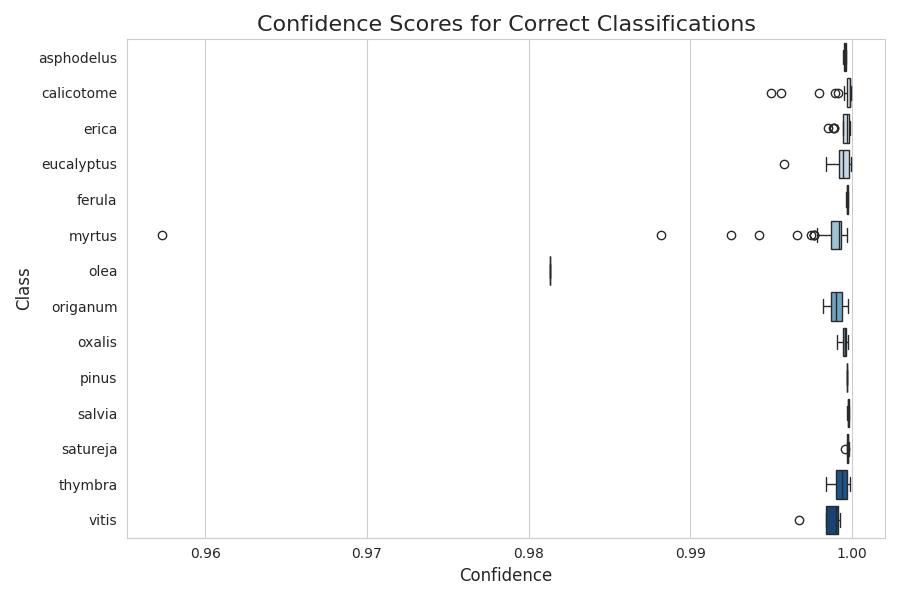 Confidence Scores for Correct Classifications
asphodelus
calicotome
erica
eucalyptus
ferula
myrtus
olea
origanum
oxalis
pinus
salvia
satureja
thymbra
vitis
Class
0.96 0.97 0.98 0.99 1.00
Confidence